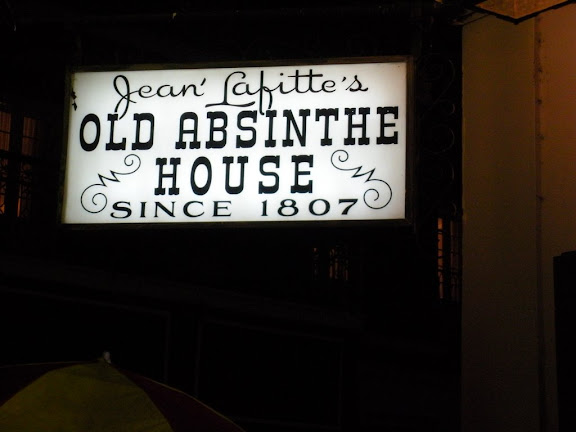 Jean Lafitte's
OLD ABSINTHE
HOUSE
SINCE 1807